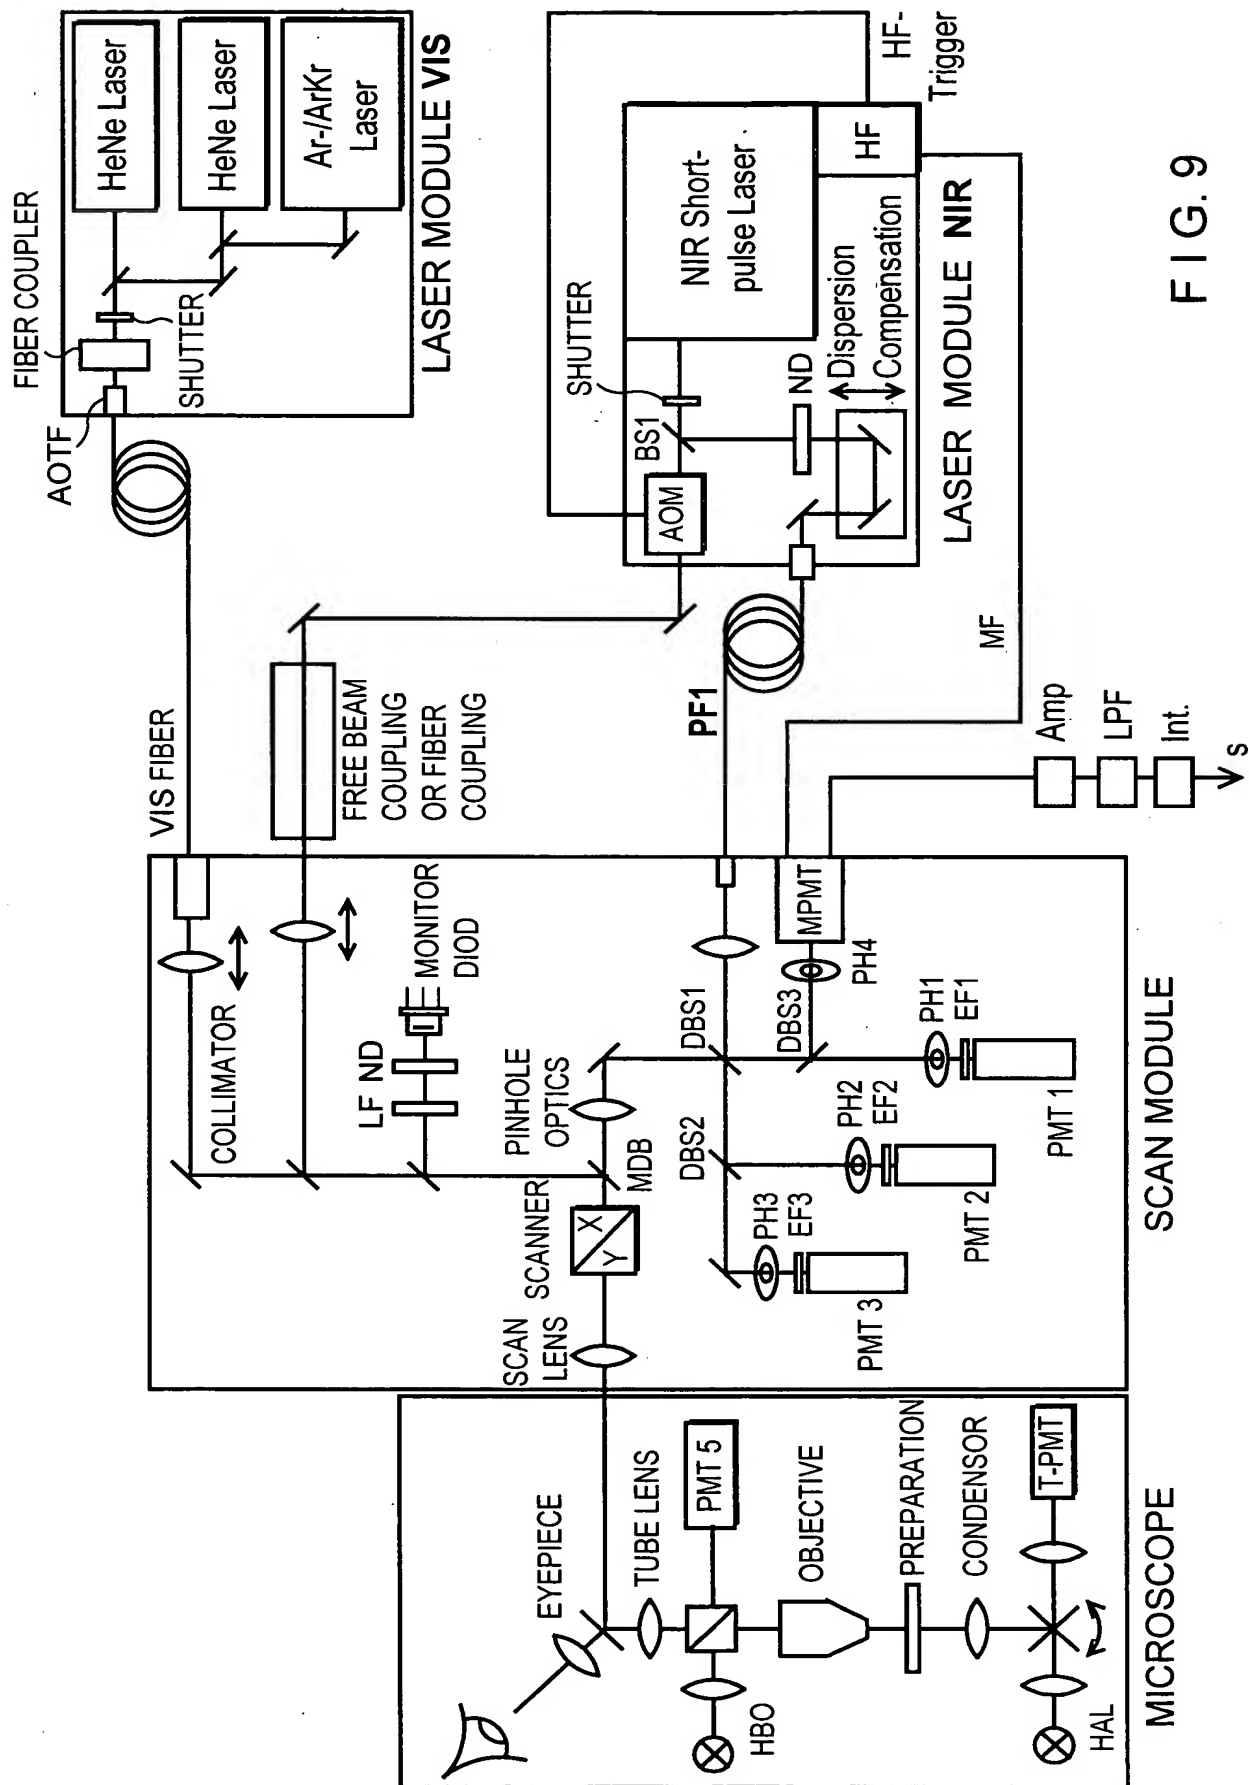 HeNe Laser
HeNe Laser
Ar-/ArKr
Laser
FIBER COUPLER
SHUTTER
AOTF
LASER MODULE VIS
HF-
Trigger
NIR Short-
pulse Laser
HF
SHUTTER
BS1
AOM
ND
Dispersion
Compensation
LASER MODULE NIR
VIS FIBER
FREE BEAM
COUPLING
OR FIBER
COUPLING
PF1
MF
Amp
LPF
Int.
s
COLLIMATOR
MONITOR
DIOD
LF ND
PINHOLE
OPTICS
MDB
SCANNER
X
Y
SCAN
LENS
DBS1
DBS2
DBS3
MPMT
PH4
PH1
EF1
PMT 1
PH2
EF2
PMT 2
PH3
EF3
PMT 3
SCAN MODULE
EYEPIECE
TUBE LENS
PMT 5
HBO
OBJECTIVE
PREPARATION
CONDENSOR
T-PMT
HAL
MICROSCOPE
FIG. 9